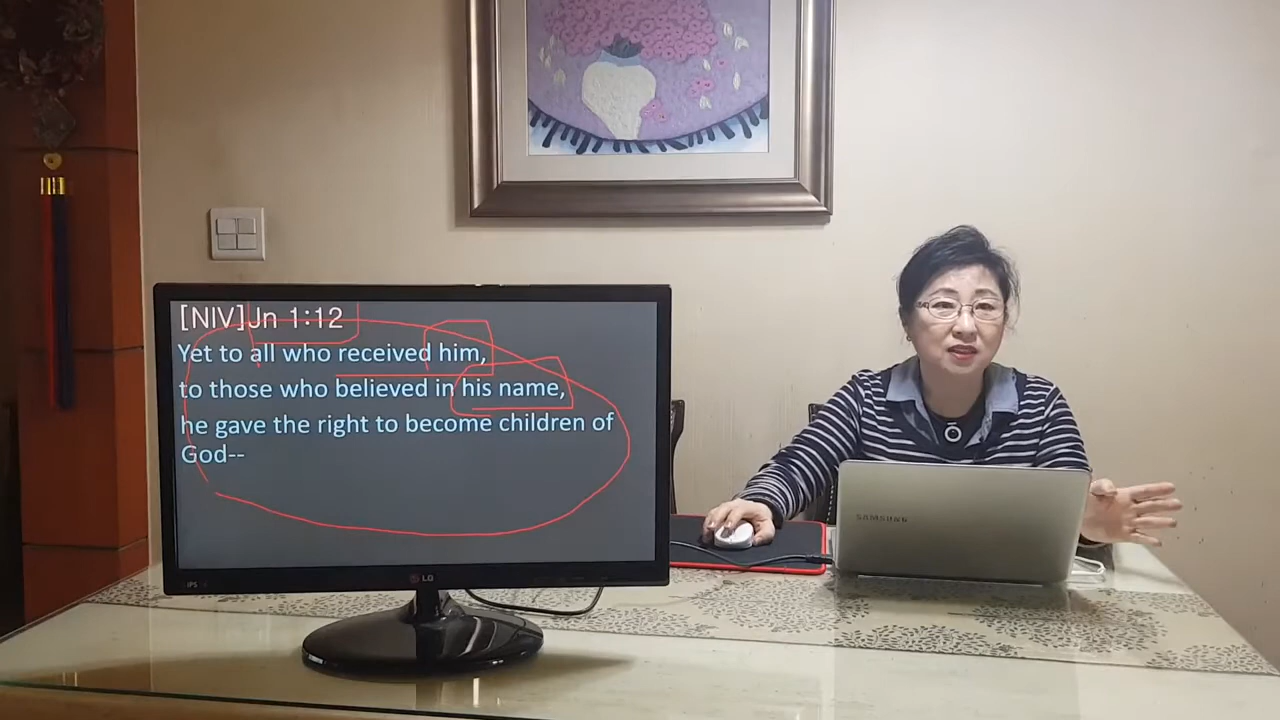 [NIV]Jn 1:12
Yet to all who received him,
to those who believed in his name,
he gave the right to become children of
God--
IPS
LG
SAMSUNG